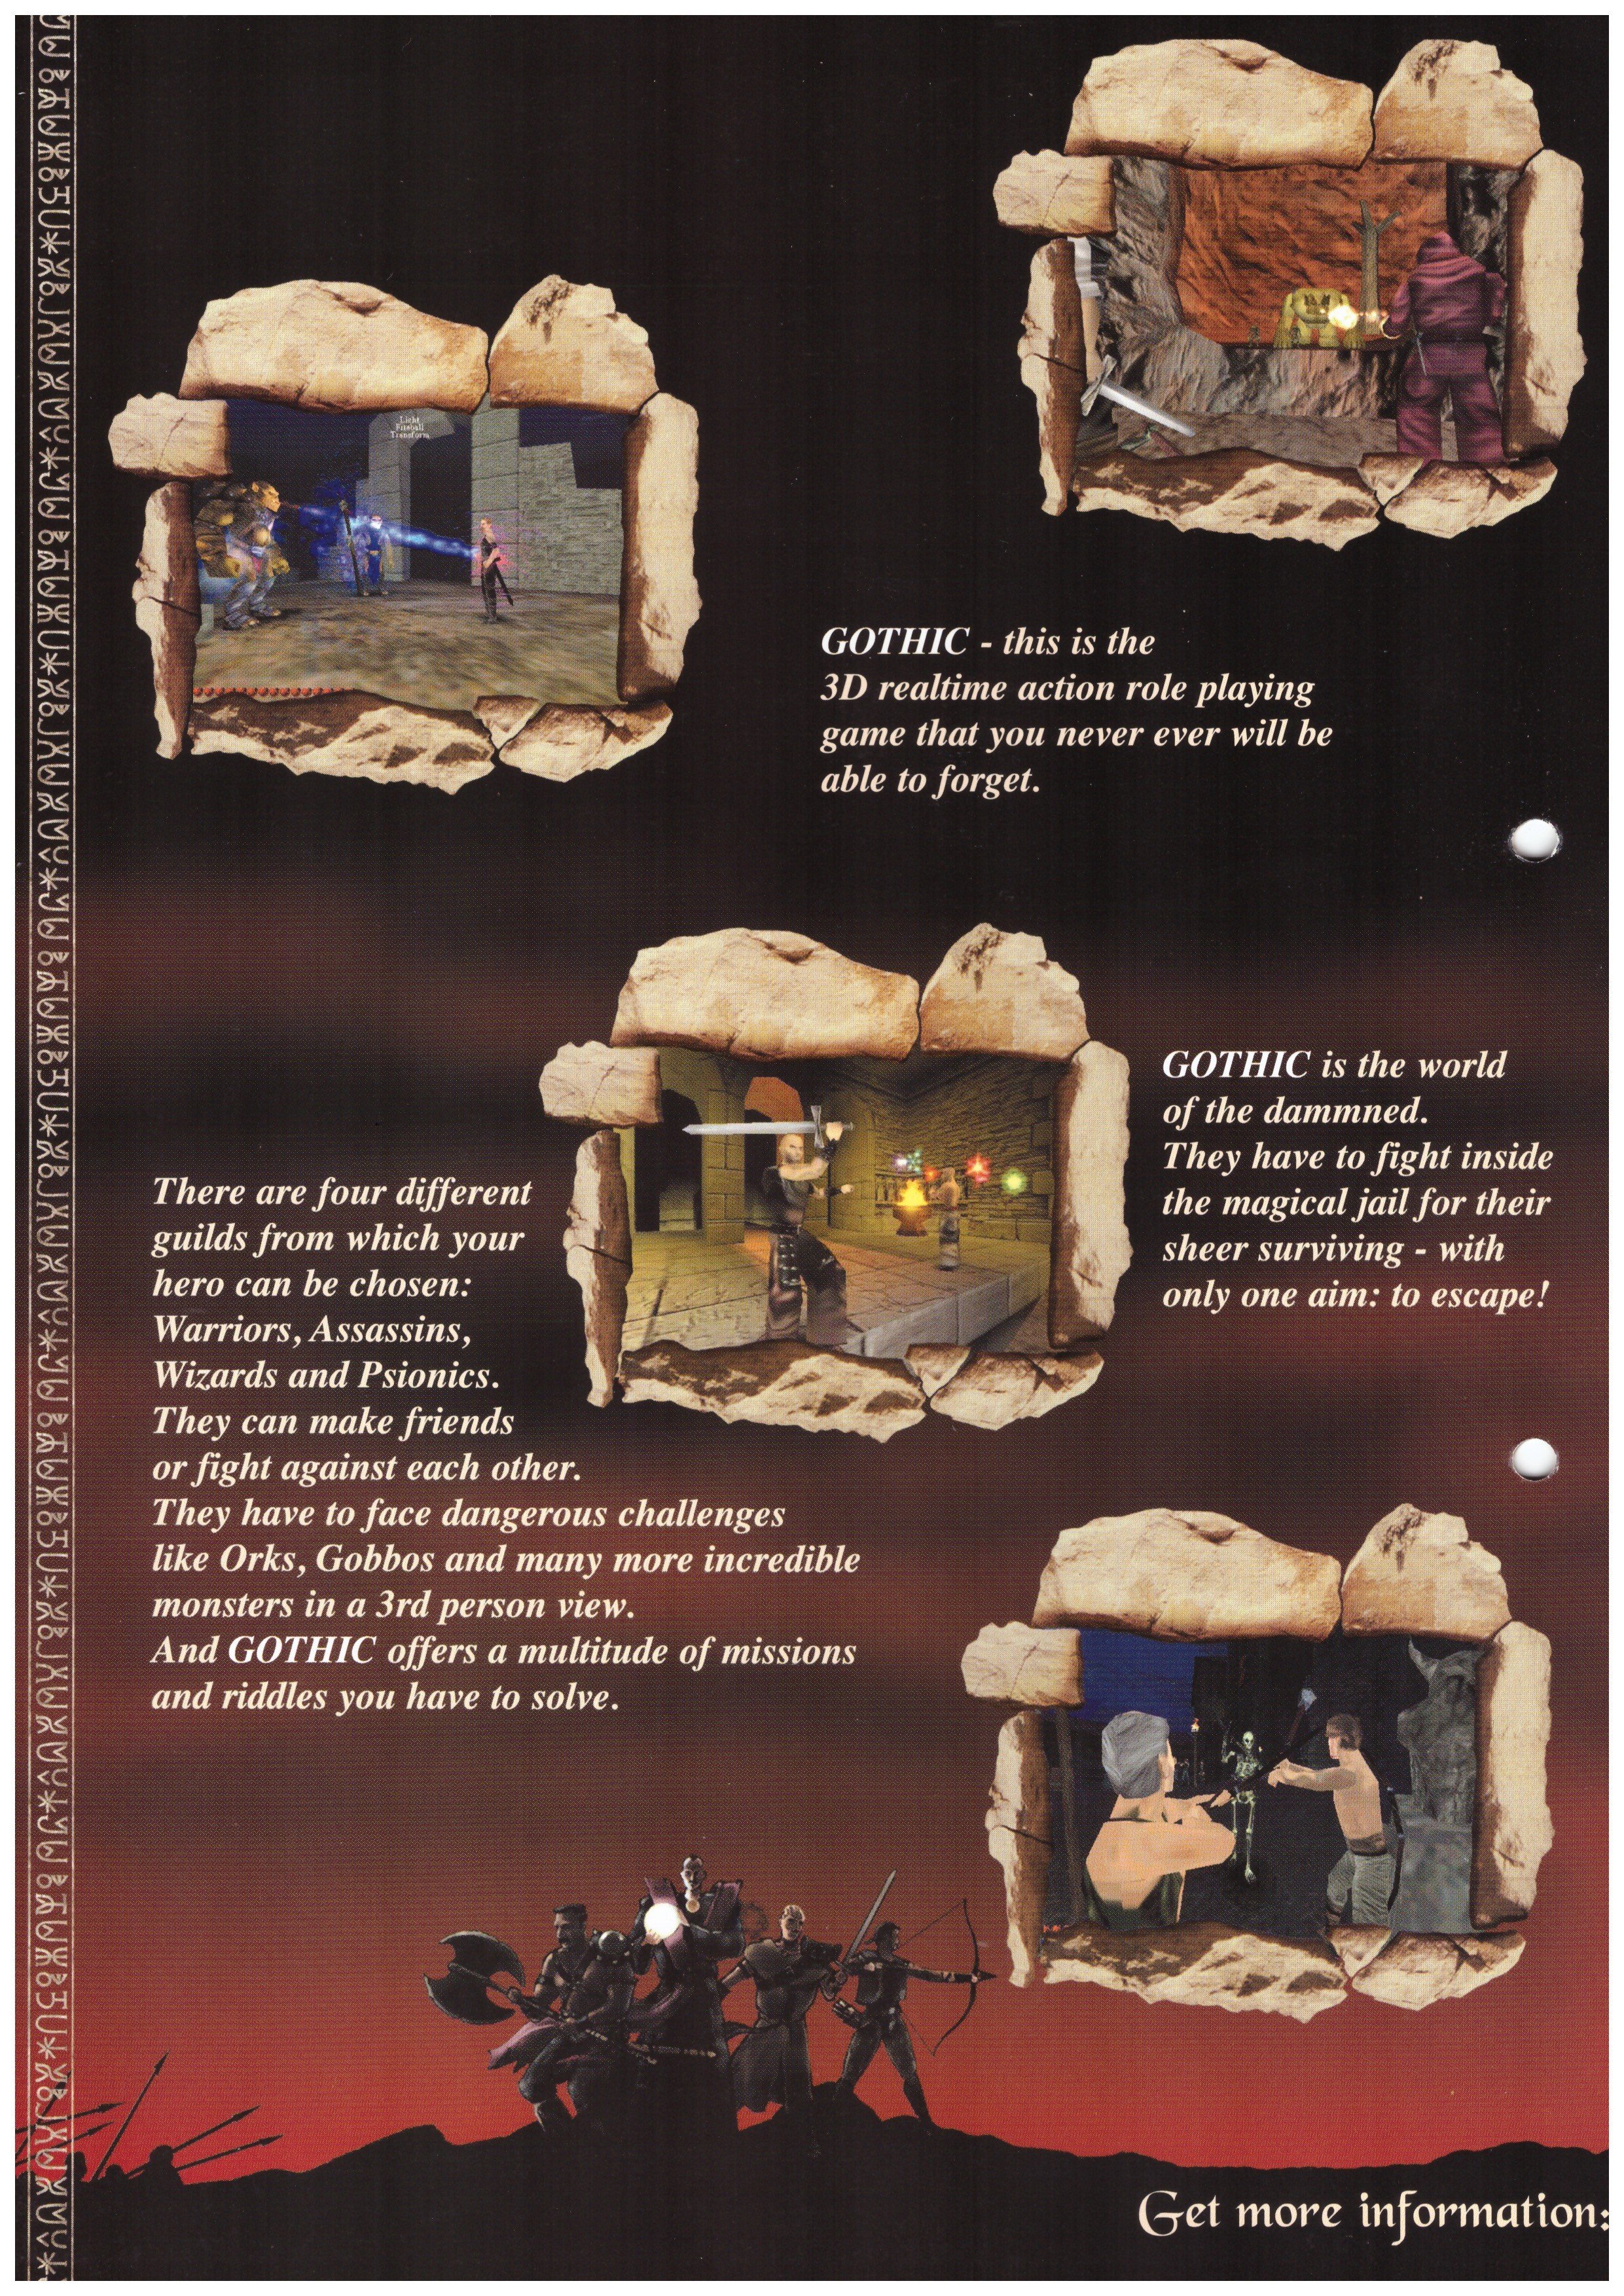 Light
Fireball
Transform
GOTHIC - this is the
3D realtime action role playing
game that you never ever will be
able to forget.
GOTHIC is the world
of the dammned.
They have to fight inside
the magical jail for their
sheer surviving - with
only one aim: to escape!
There are four different
guilds from which your
hero can be chosen:
Warriors, Assassins,
Wizards and Psionics.
They can make friends
or fight against each other.
They have to face dangerous challenges
like Orks, Gobbos and many more incredible
monsters in a 3rd person view.
And GOTHIC offers a multitude of missions
and riddles you have to solve.
Get more information: